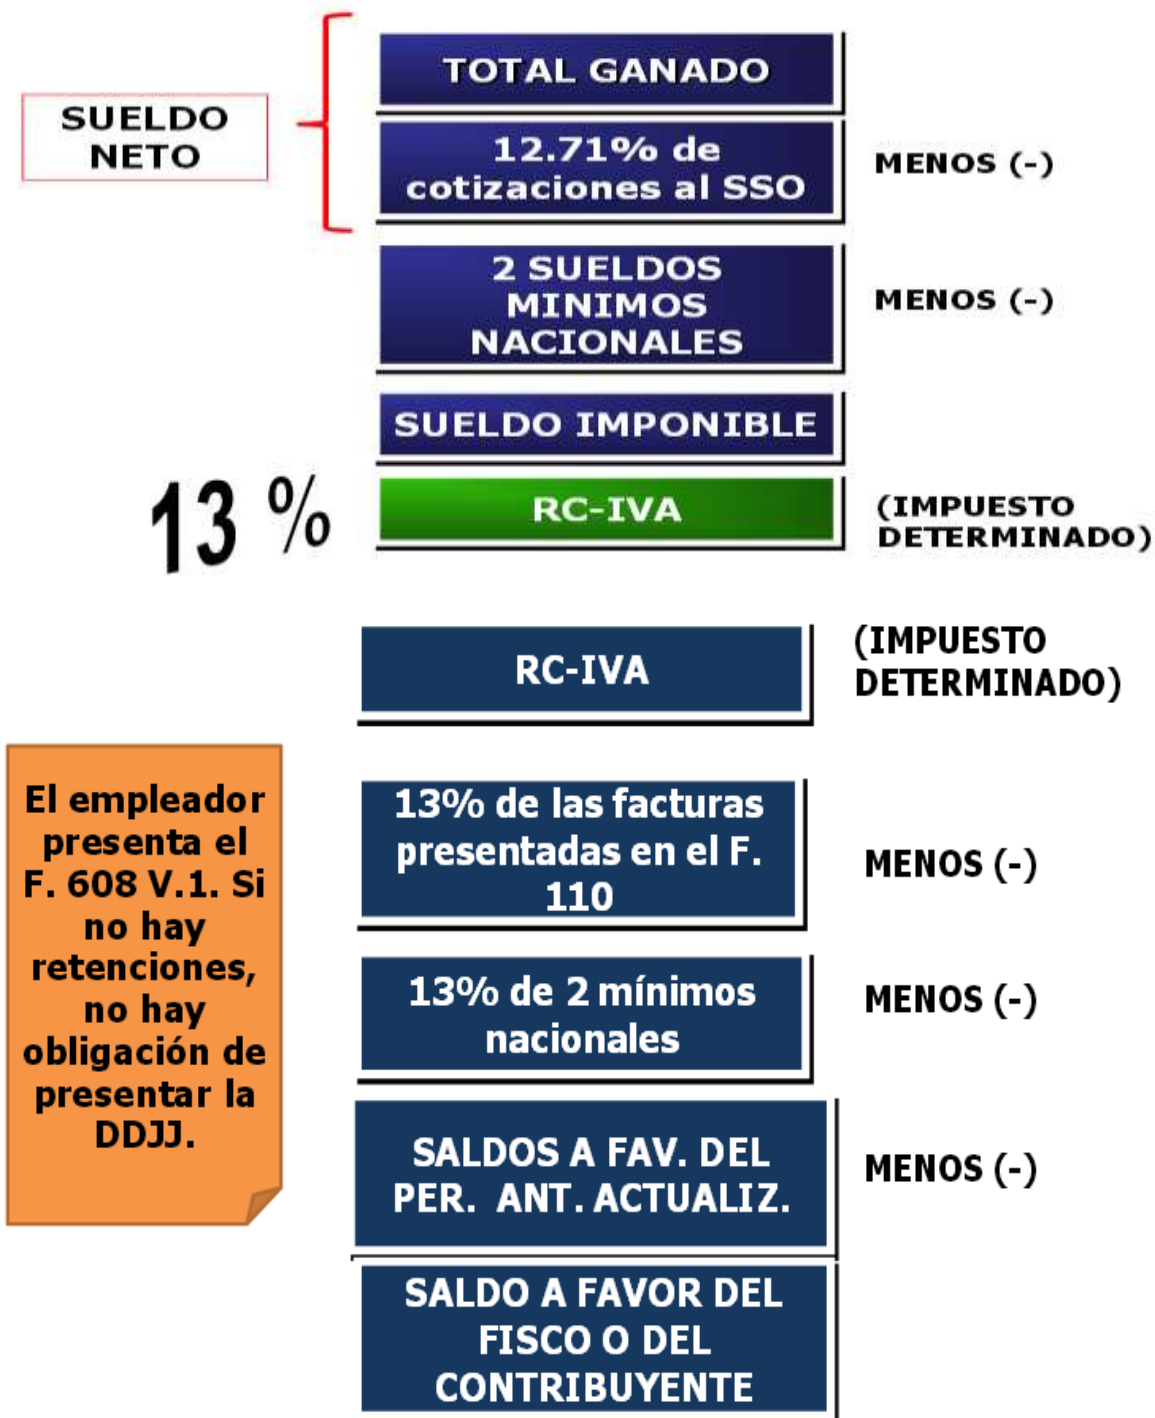 TOTAL GANADO
SUELDO
NETO
12.71% de
cotizaciones al SSO
MENOS (-)
2 SUELDOS
MINIMOS
NACIONALES
MENOS (-)
SUELDO IMPONIBLE
13 %
RC-IVA
(IMPUESTO
DETERMINADO)
RC-IVA
(IMPUESTO
DETERMINADO)
El empleador
presenta el
F. 608 V.1. Si
no hay
retenciones,
no hay
obligación de
presentar la
DDJJ.
13% de las facturas
presentadas en el F.
110
MENOS (-)
13% de 2 mínimos
nacionales
MENOS (-)
SALDOS A FAV. DEL
PER. ANT. ACTUALIZ.
MENOS (-)
SALDO A FAVOR DEL
FISCO O DEL
CONTRIBUYENTE